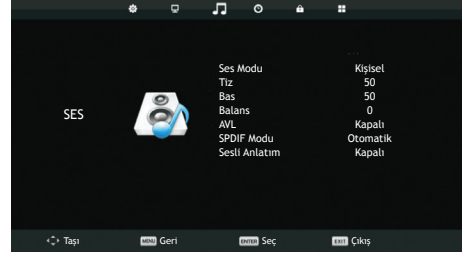 SES
Ses Modu Kişisel
Tiz 50
Bas 50
Balans 0
AVL Kapalı
SPDIF Modu Otomatik
Sesli Anlatım Kapalı
Taşı MENU Geri ENTER Seç EXIT Çıkış